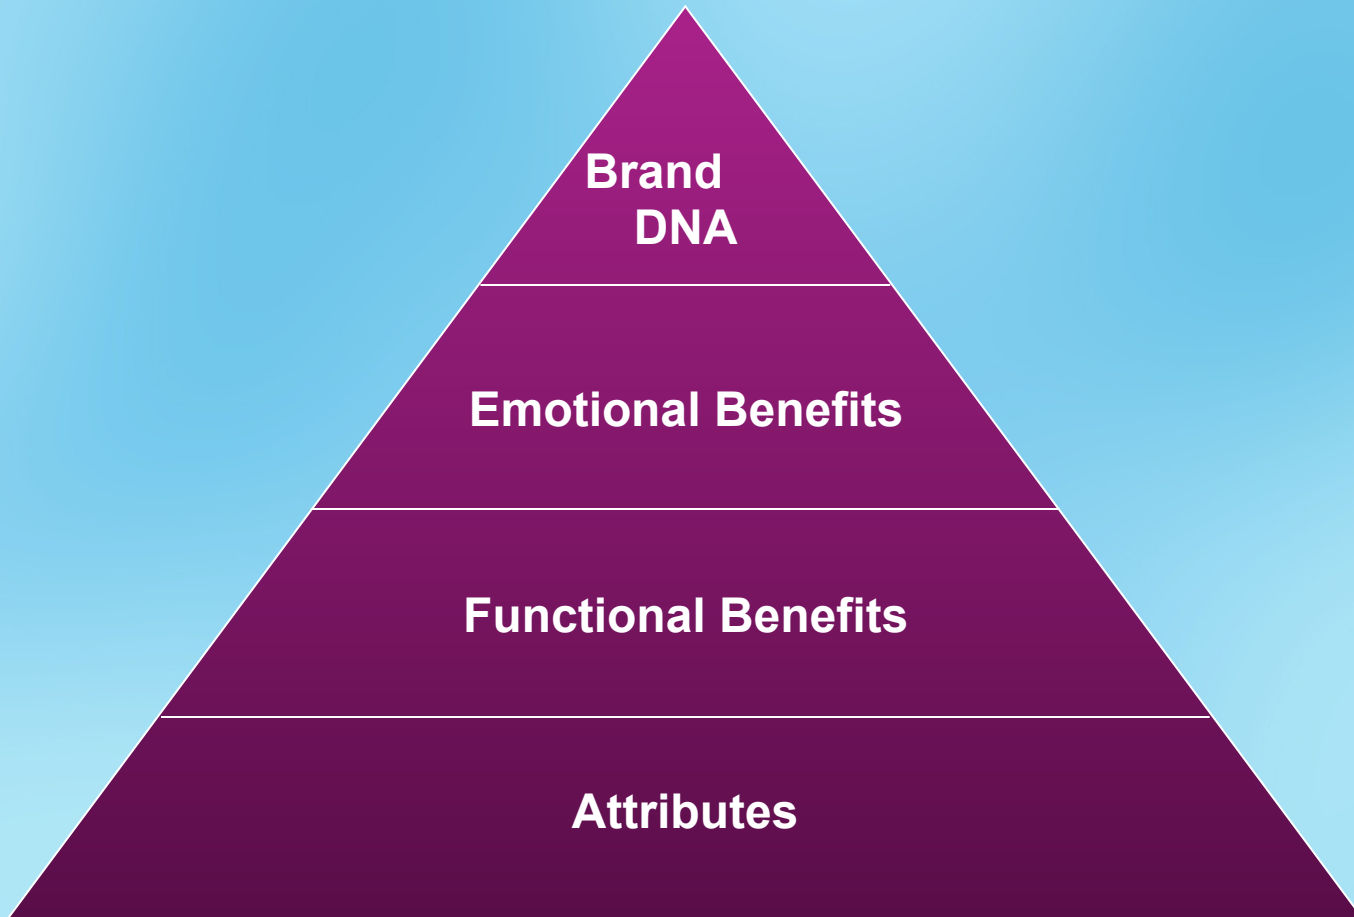 Brand
DNA
Emotional Benefits
Functional Benefits
Attributes